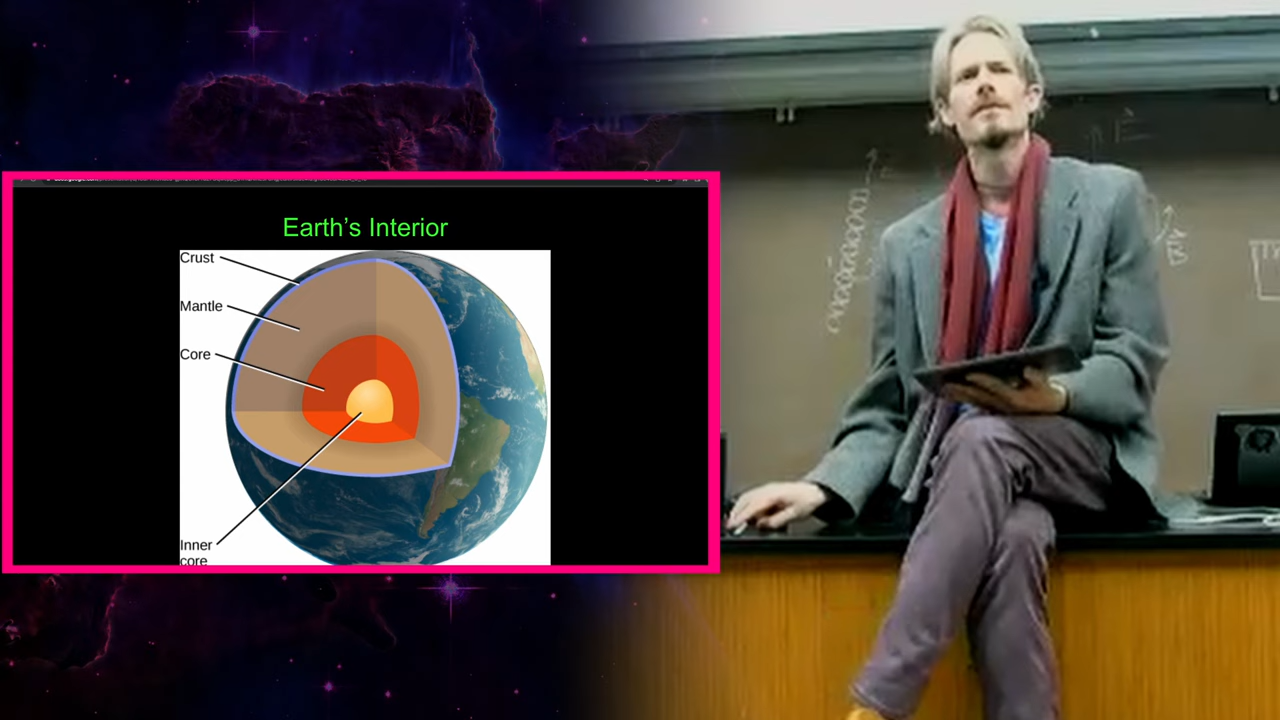 Earth's Interior
Crust
Mantle
Core
Inner
core